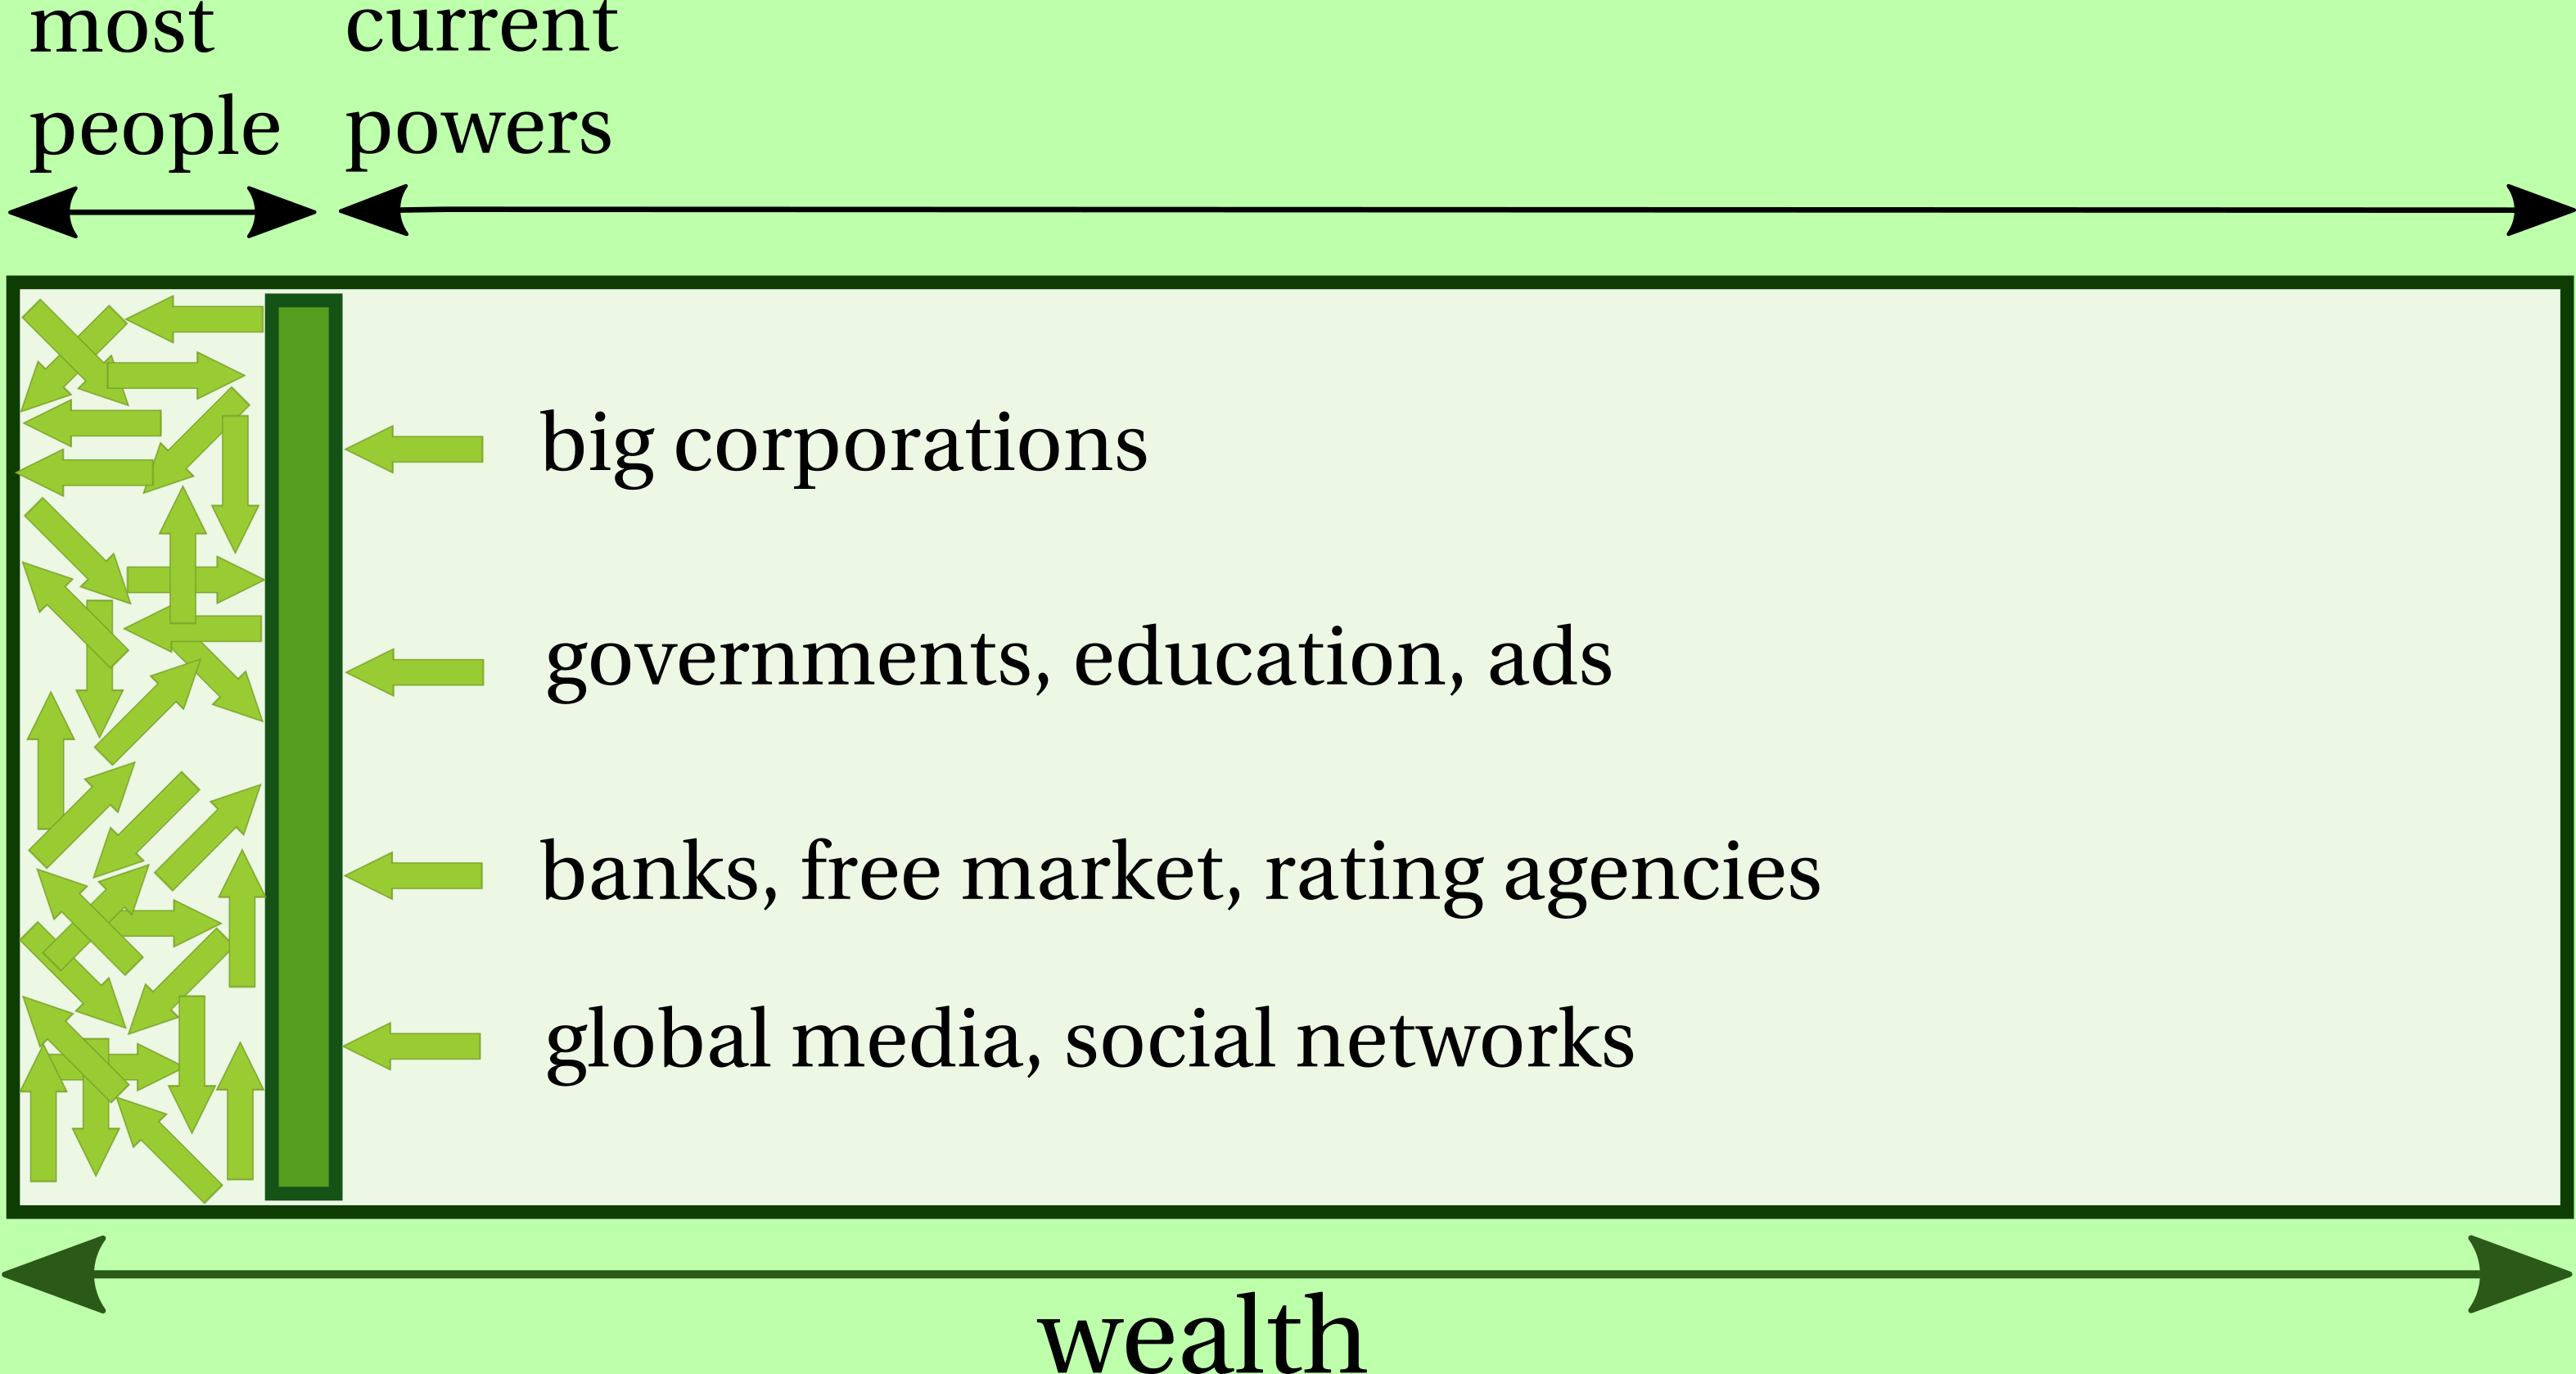 most
people
current
powers
big corporations
governments, education, ads
banks, free market, rating agencies
global media, social networks
wealth